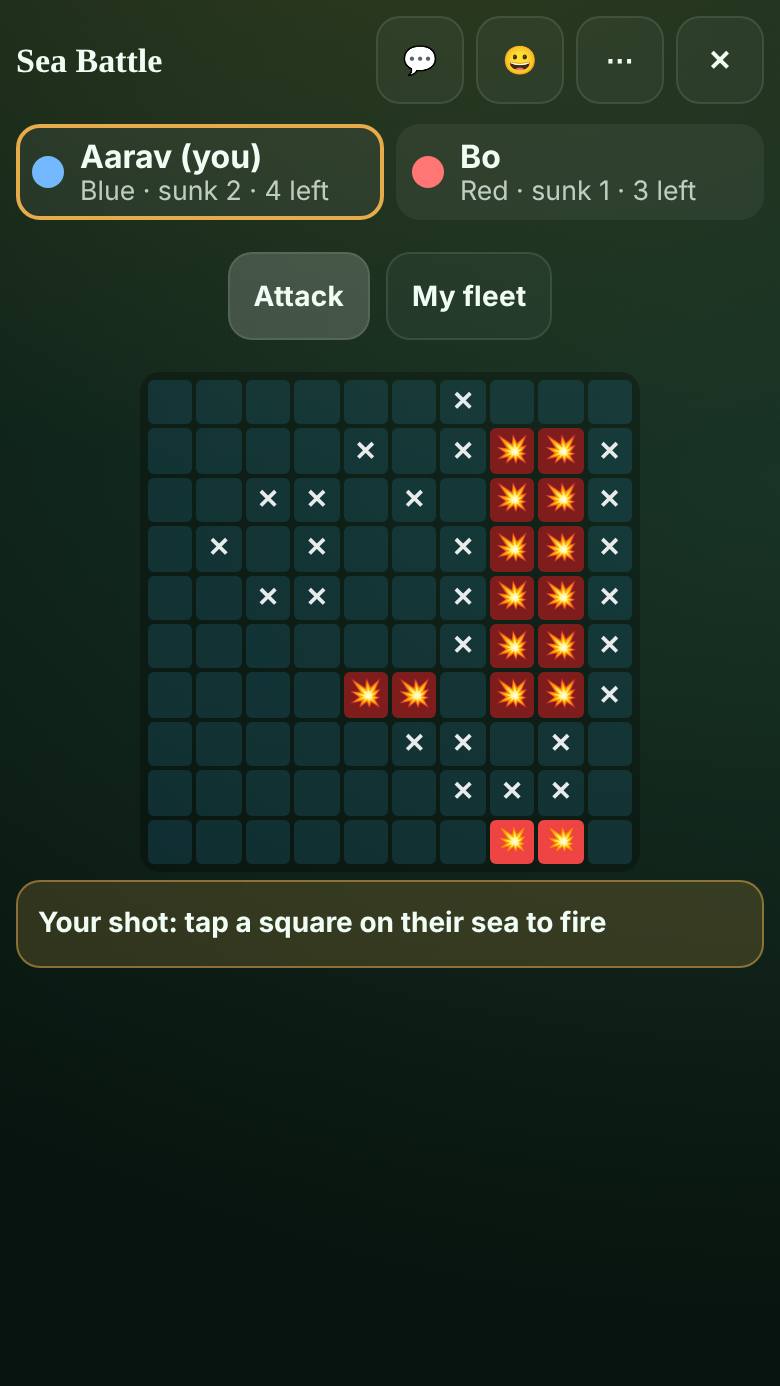 Sea Battle
Aarav (you)
Blue · sunk 2 · 4 left
Bo
Red · sunk 1 · 3 left
Attack
My fleet
Your shot: tap a square on their sea to fire